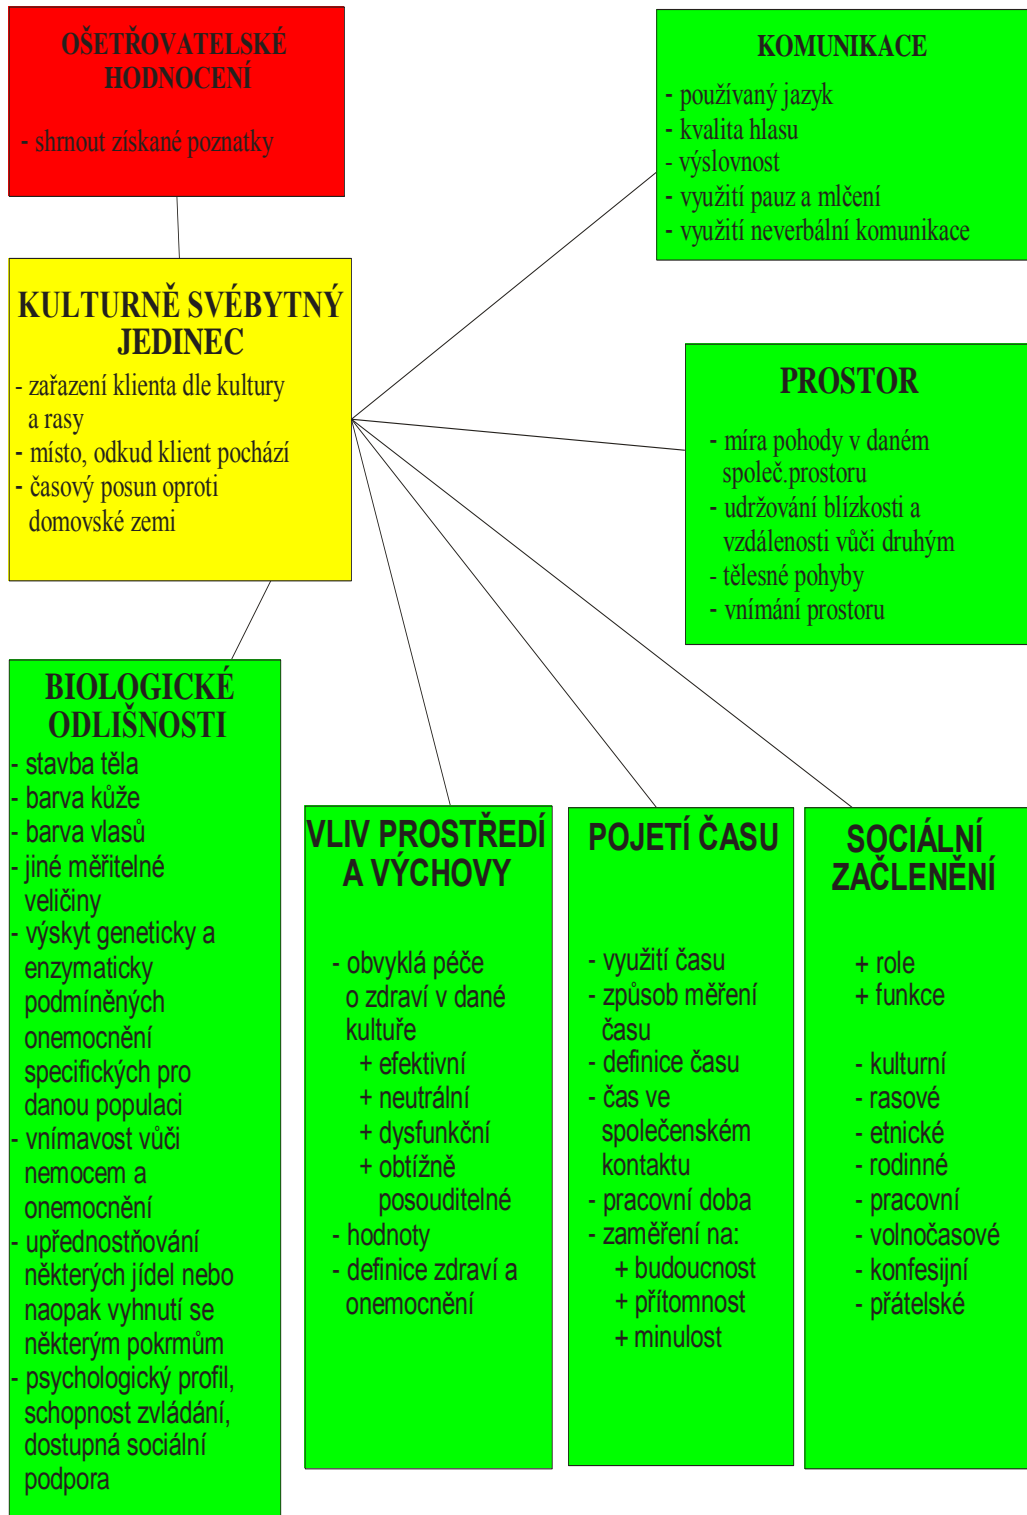 OŠETŘOVATELSKÉ
HODNOCENÍ
- shrnout získané poznatky
KOMUNIKACE
- používaný jazyk
- kvalita hlasu
- výslovnost
- využití pauz a mlčení
- využití neverbální komunikace
KULTURNĚ SVÉBYTNÝ
JEDINEC
- zařazení klienta dle kultury
a rasy
- místo, odkud klient pochází
- časový posun oproti
domovské zemi
PROSTOR
- míra pohody v daném
společ.prostoru
- udržování blízkosti a
vzdálenosti vůči druhým
- tělesné pohyby
- vnímání prostoru
BIOLOGICKÉ
ODLIŠNOSTI
- stavba těla
- barva kůže
- barva vlasů
- jiné měřitelné
veličiny
- výskyt geneticky a
enzymaticky
podmíněných
onemocnění
specifických pro
danou populaci
- vnímavost vůči
nemocem a
onemocnění
- upřednostňování
některých jídel nebo
naopak vyhnutí se
některým pokrmům
- psychologický profil,
schopnost zvládání,
dostupná sociální
podpora
VLIV PROSTŘEDÍ
A VÝCHOVY
- obvyklá péče
o zdraví v dané
kultuře
+ efektivní
+ neutrální
+ dysfunkční
+ obtížně
posouditelné
- hodnoty
- definice zdraví a
onemocnění
POJETÍ ČASU
- využití času
- způsob měření
času
- definice času
- čas ve
společenském
kontaktu
- pracovní doba
- zaměření na:
+ budoucnost
+ přítomnost
+ minulost
SOCIÁLNÍ
ZAČLENĚNÍ
+ role
+ funkce
- kulturní
- rasové
- etnické
- rodinné
- pracovní
- volnočasové
- konfesijní
- přátelské